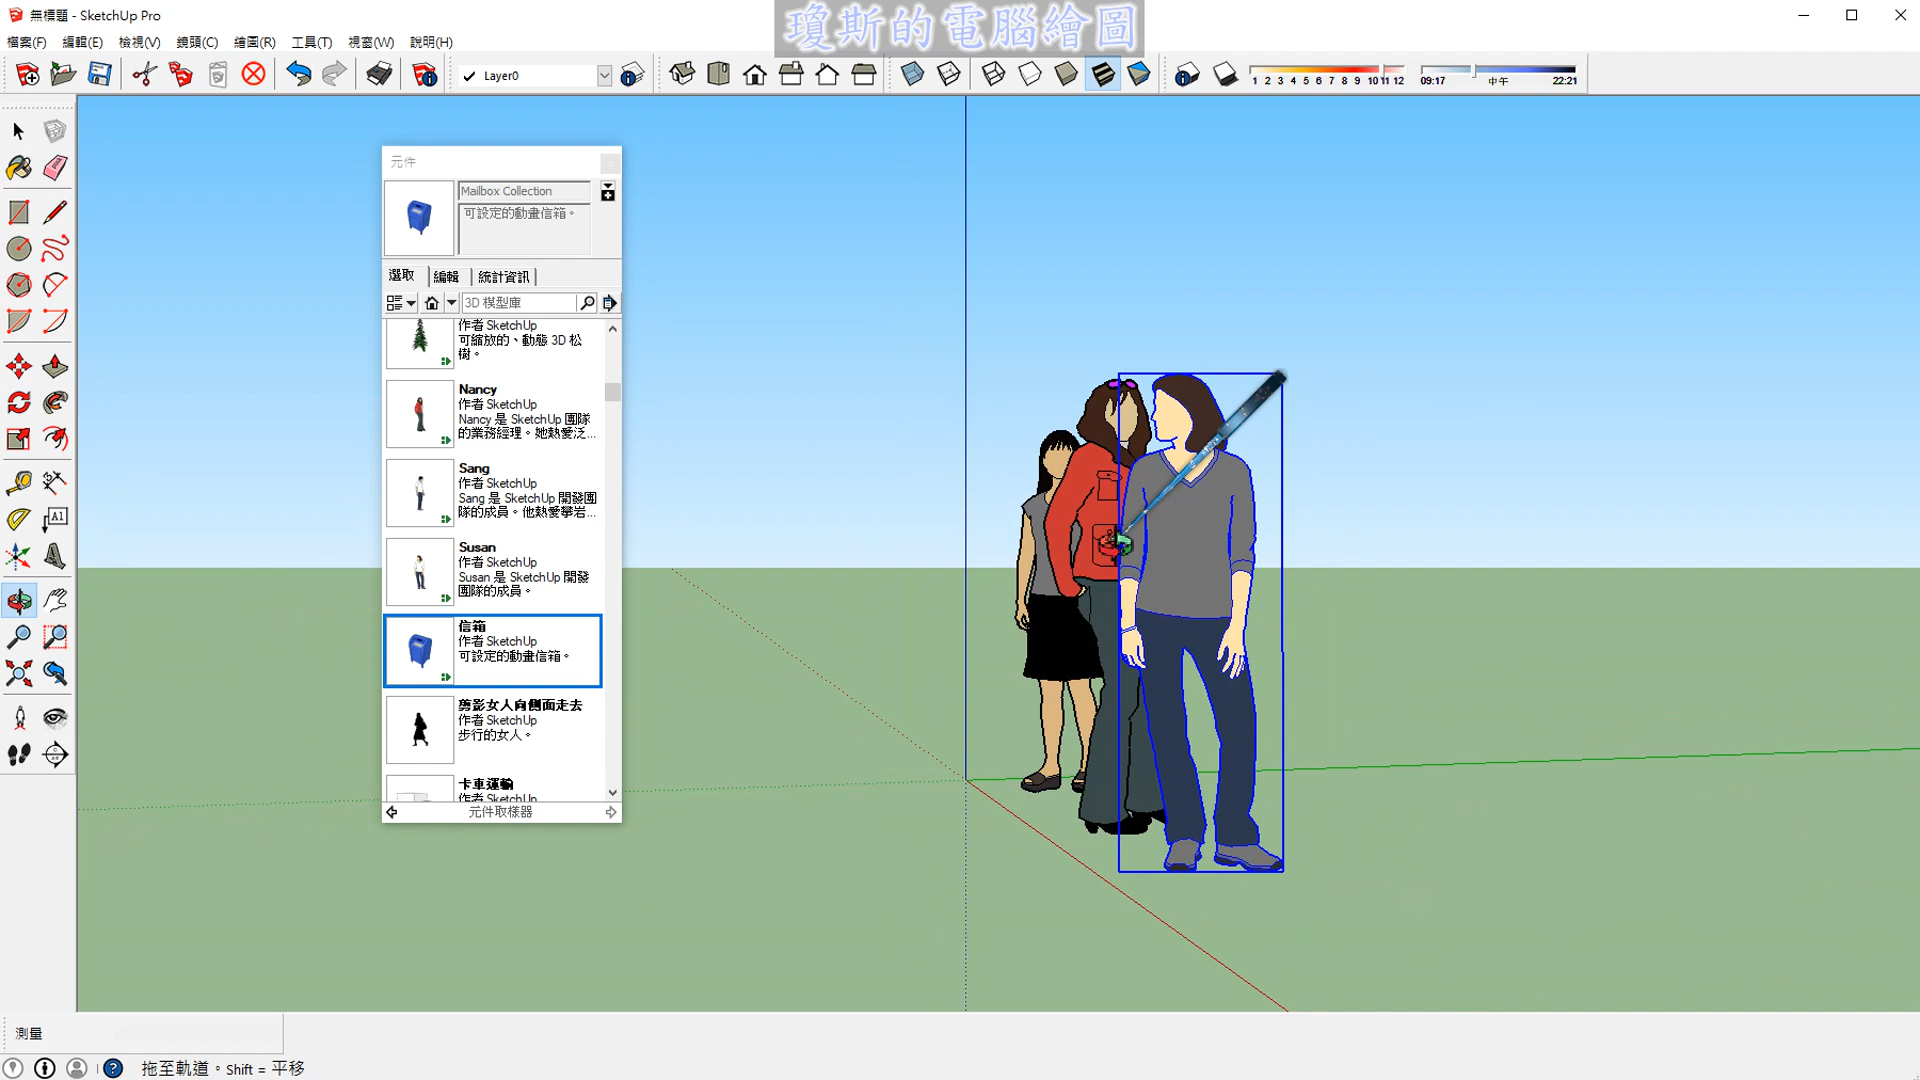 無標題 - SketchUp Pro
瓊斯的電腦繪圖
檔案(F) 編輯(E) 檢視(V) 鏡頭(C) 繪圖(R) 工具(T) 視窗(W) 說明(H)
Layer0
1 2 3 4 5 6 7 8 9 10 11 12
09:17 中午 22:21
元件
Mailbox Collection
可設定的動畫信箱。
選取 編輯 統計資訊
3D 模型庫
作者 SketchUp
可縮放的、動態 3D 松
樹。
Nancy
作者 SketchUp
Nancy 是 SketchUp 團隊
的業務經理。她熱愛泛...
Sang
作者 SketchUp
Sang 是 SketchUp 開發團
隊的成員。他熱愛攀岩...
Susan
作者 SketchUp
Susan 是 SketchUp 開發
團隊的成員。
信箱
作者 SketchUp
可設定的動畫信箱。
剪影女人向側面走去
作者 SketchUp
步行的女人。
卡車運輸
作者 SketchUp
元件取樣器
A1
測量
拖至軌道。Shift = 平移